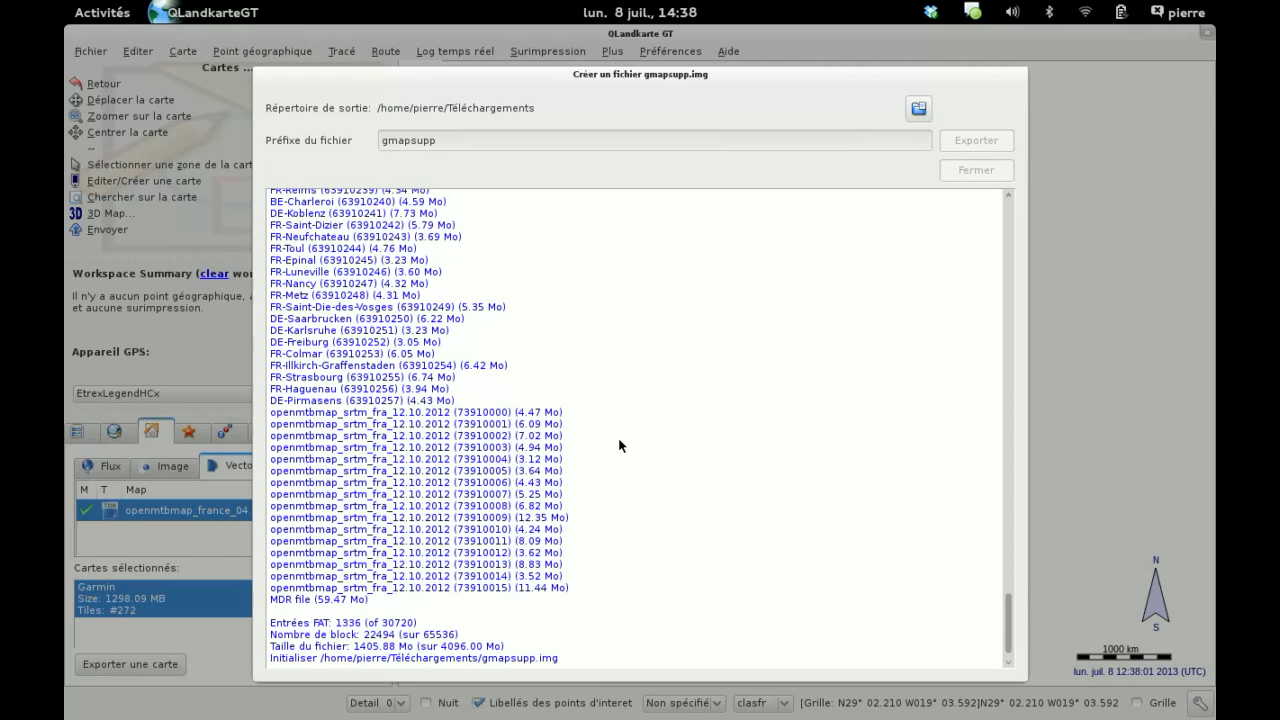 Activités
QLandkarteGT
lun. 8 juil., 14:38
pierre
QLandkarte GT
Fichier Editer Carte Point géographique Tracé Route Log temps réel Surimpression Plus Préférences Aide
Cartes ...
Retour
Déplacer la carte
Zoomer sur la carte
Centrer la carte
--
Sélectionner une zone de la cart
Editer/Créer une carte
Chercher sur la carte
3D 3D Map...
Envoyer
Workspace Summary (clear wor
Il n'y a aucun point géographique,
et aucune surimpression.
Appareil GPS:
EtrexLegendHCx
Flux Image Vecto
M T Map
openmtbmap_france_04.
Cartes sélectionnés:
Garmin
Size: 1298.09 MB
Tiles: #272
Exporter une carte
Créer un fichier gmapsupp.img
Répertoire de sortie: /home/pierre/Téléchargements
Préfixe du fichier gmapsupp Exporter
Fermer
FR-Reims (63910239) (4.34 Mo)
BE-Charleroi (63910240) (4.59 Mo)
DE-Koblenz (63910241) (7.73 Mo)
FR-Saint-Dizier (63910242) (5.79 Mo)
FR-Neufchateau (63910243) (3.69 Mo)
FR-Toul (63910244) (4.76 Mo)
FR-Epinal (63910245) (3.23 Mo)
FR-Luneville (63910246) (3.60 Mo)
FR-Nancy (63910247) (4.32 Mo)
FR-Metz (63910248) (4.31 Mo)
FR-Saint-Die-des-Vosges (63910249) (5.35 Mo)
DE-Saarbrucken (63910250) (6.22 Mo)
DE-Karlsruhe (63910251) (3.23 Mo)
DE-Freiburg (63910252) (3.05 Mo)
FR-Colmar (63910253) (6.05 Mo)
FR-Illkirch-Graffenstaden (63910254) (6.42 Mo)
FR-Strasbourg (63910255) (6.74 Mo)
FR-Haguenau (63910256) (3.94 Mo)
DE-Pirmasens (63910257) (4.43 Mo)
openmtbmap_srtm_fra_12.10.2012 (73910000) (4.47 Mo)
openmtbmap_srtm_fra_12.10.2012 (73910001) (6.09 Mo)
openmtbmap_srtm_fra_12.10.2012 (73910002) (7.02 Mo)
openmtbmap_srtm_fra_12.10.2012 (73910003) (4.94 Mo)
openmtbmap_srtm_fra_12.10.2012 (73910004) (3.12 Mo)
openmtbmap_srtm_fra_12.10.2012 (73910005) (3.64 Mo)
openmtbmap_srtm_fra_12.10.2012 (73910006) (4.43 Mo)
openmtbmap_srtm_fra_12.10.2012 (73910007) (5.25 Mo)
openmtbmap_srtm_fra_12.10.2012 (73910008) (6.82 Mo)
openmtbmap_srtm_fra_12.10.2012 (73910009) (12.35 Mo)
openmtbmap_srtm_fra_12.10.2012 (73910010) (4.24 Mo)
openmtbmap_srtm_fra_12.10.2012 (73910011) (8.09 Mo)
openmtbmap_srtm_fra_12.10.2012 (73910012) (3.62 Mo)
openmtbmap_srtm_fra_12.10.2012 (73910013) (8.83 Mo)
openmtbmap_srtm_fra_12.10.2012 (73910014) (3.52 Mo)
openmtbmap_srtm_fra_12.10.2012 (73910015) (11.44 Mo)
MDR file (59.47 Mo)
Entrées FAT: 1336 (of 30720)
Nombre de block: 22494 (sur 65536)
Taille du fichier: 1405.88 Mo (sur 4096.00 Mo)
Initialiser /home/pierre/Téléchargements/gmapsupp.img
N
S
1000 km
lun. juil. 8 12:38:01 2013 (UTC)
Detail 0 Nuit Libellés des points d'interet Non spécifié clasfr [Grille: N29° 02.210 W019° 03.592]N29° 02.210 W019° 03.592 Grille